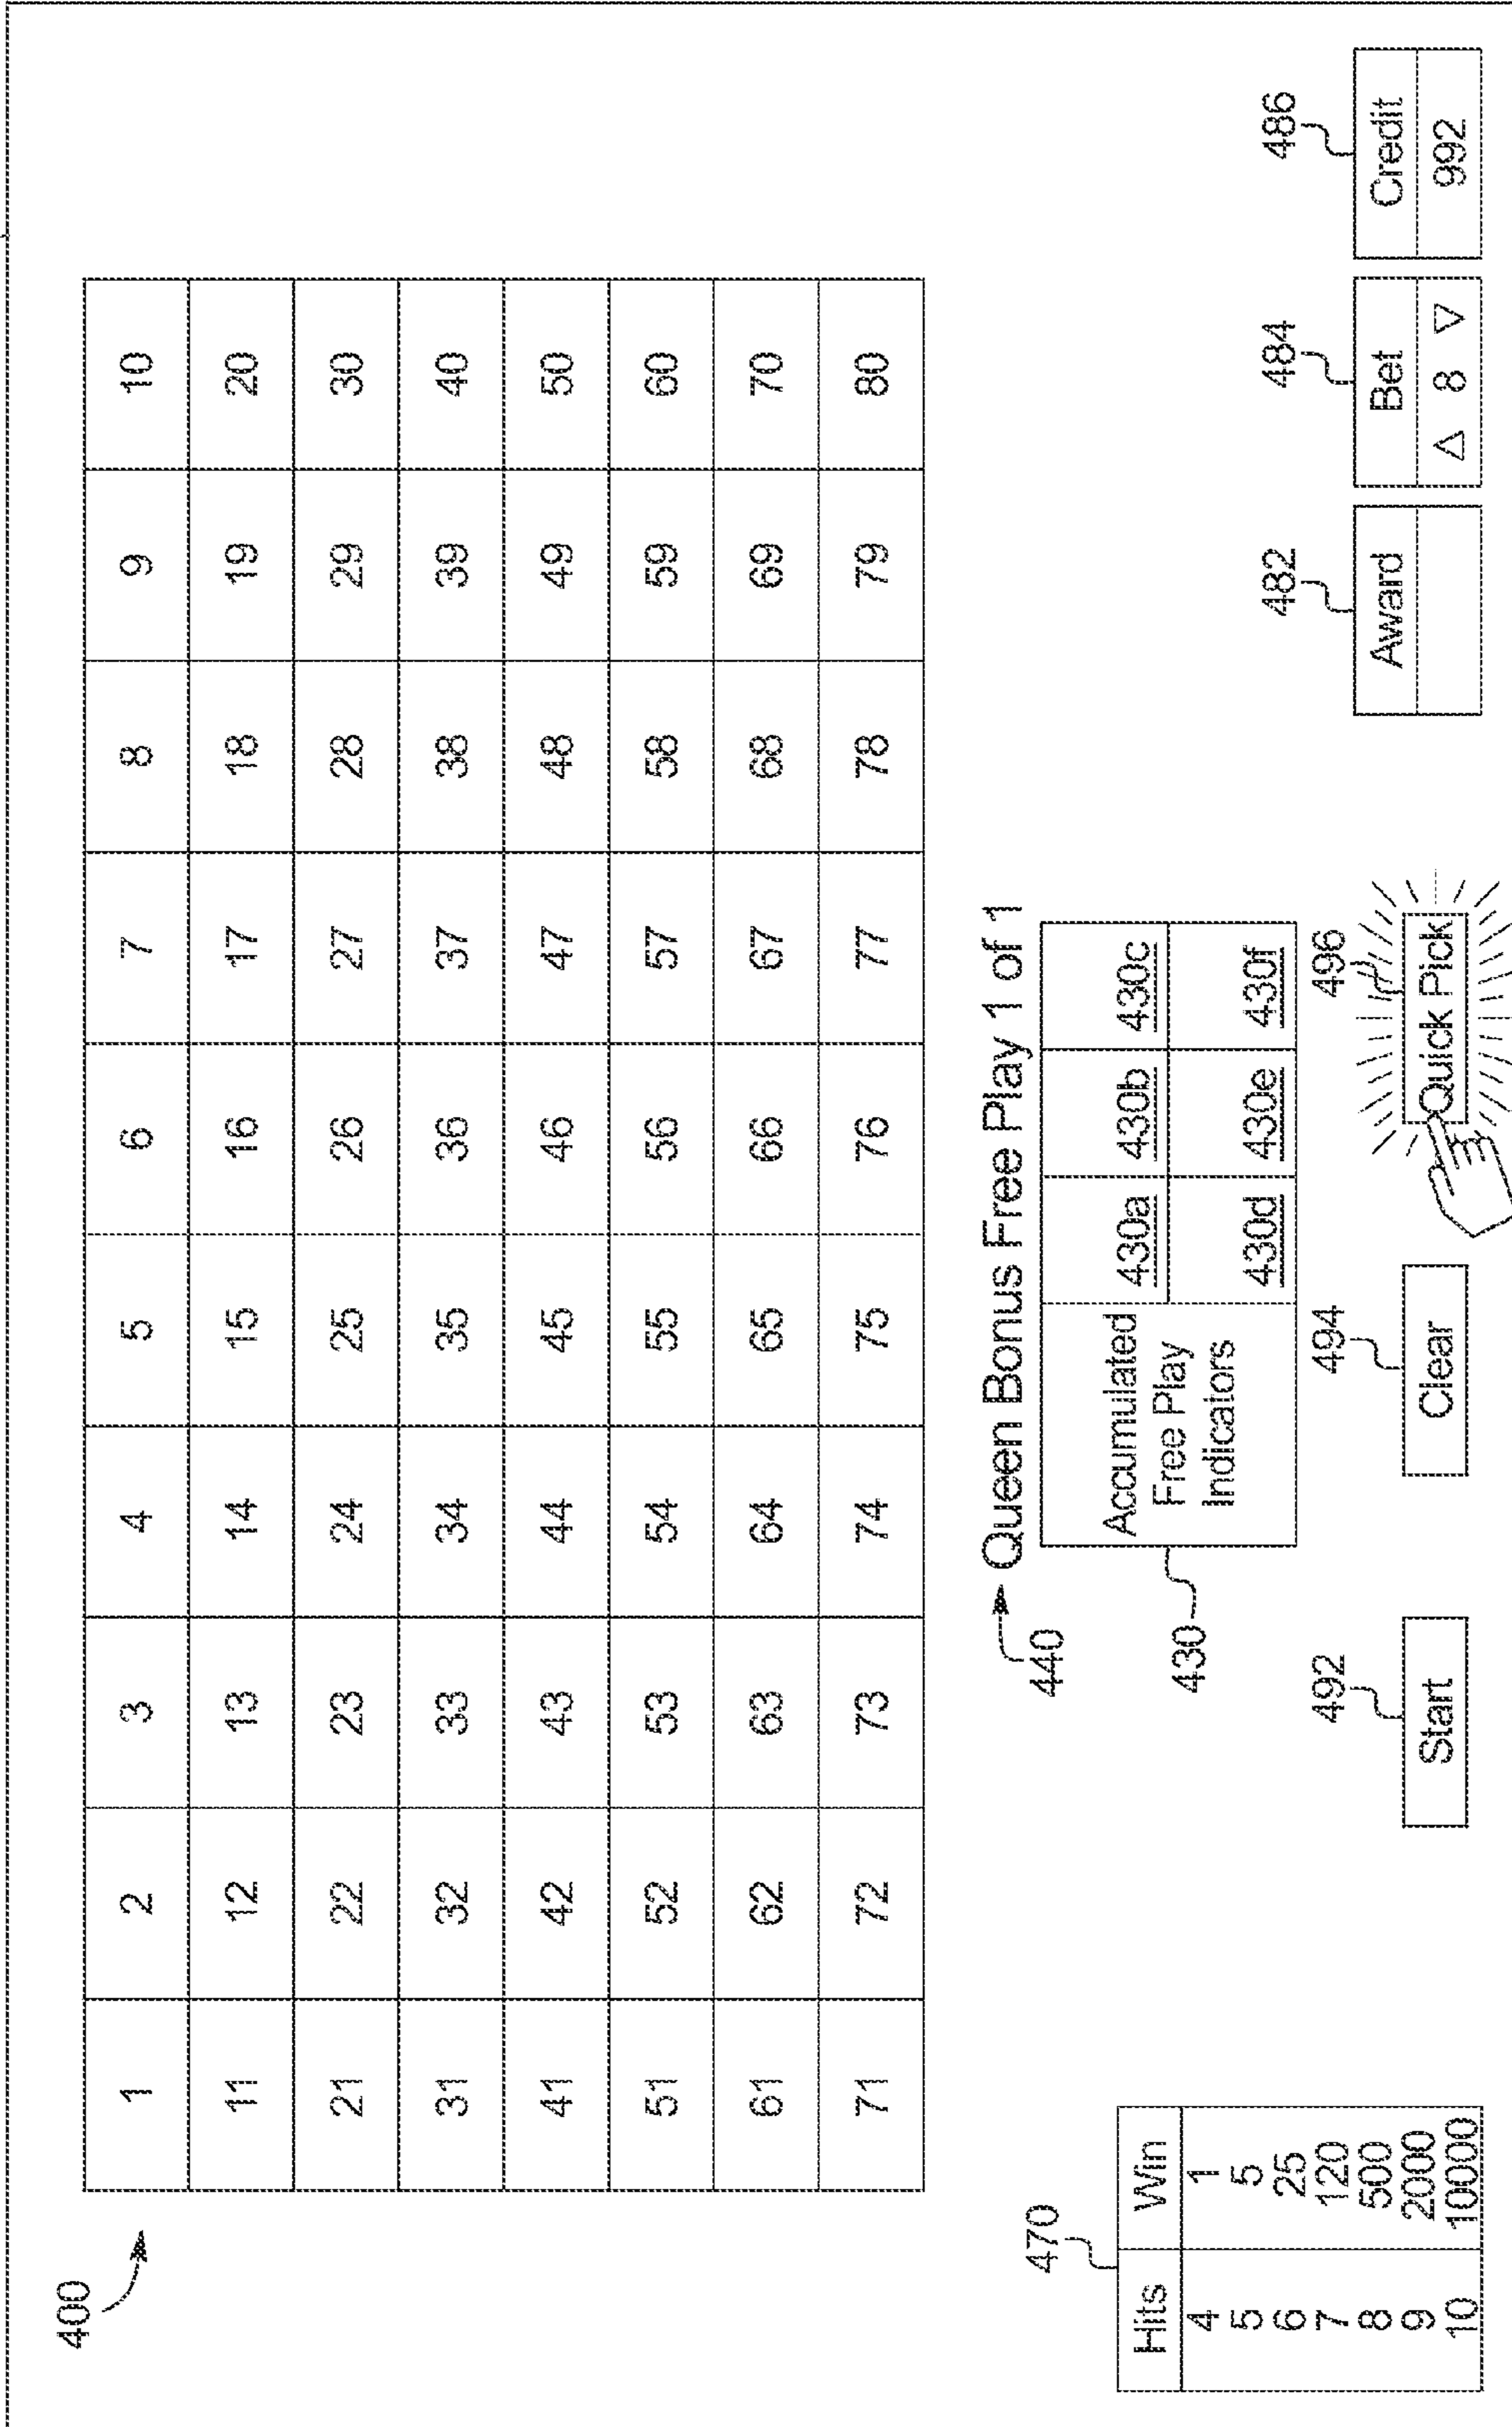 400
1 2 3 4 5 6 7 8 9 10
11 12 13 14 15 16 17 18 19 20
21 22 23 24 25 26 27 28 29 30
31 32 33 34 35 36 37 38 39 40
41 42 43 44 45 46 47 48 49 50
51 52 53 54 55 56 57 58 59 60
61 62 63 64 65 66 67 68 69 70
71 72 73 74 75 76 77 78 79 80
440
Queen Bonus Free Play 1 of 1
430
Accumulated
Free Play
Indicators
430a 430b 430c
430d 430e 430f
470
Hits Win
4 1
5 5
6 25
7 120
8 500
9 2000
10 10000
492
Start
494
Clear
496
Quick Pick
482
Award
484
Bet
△ 8 ▽
486
Credit
992